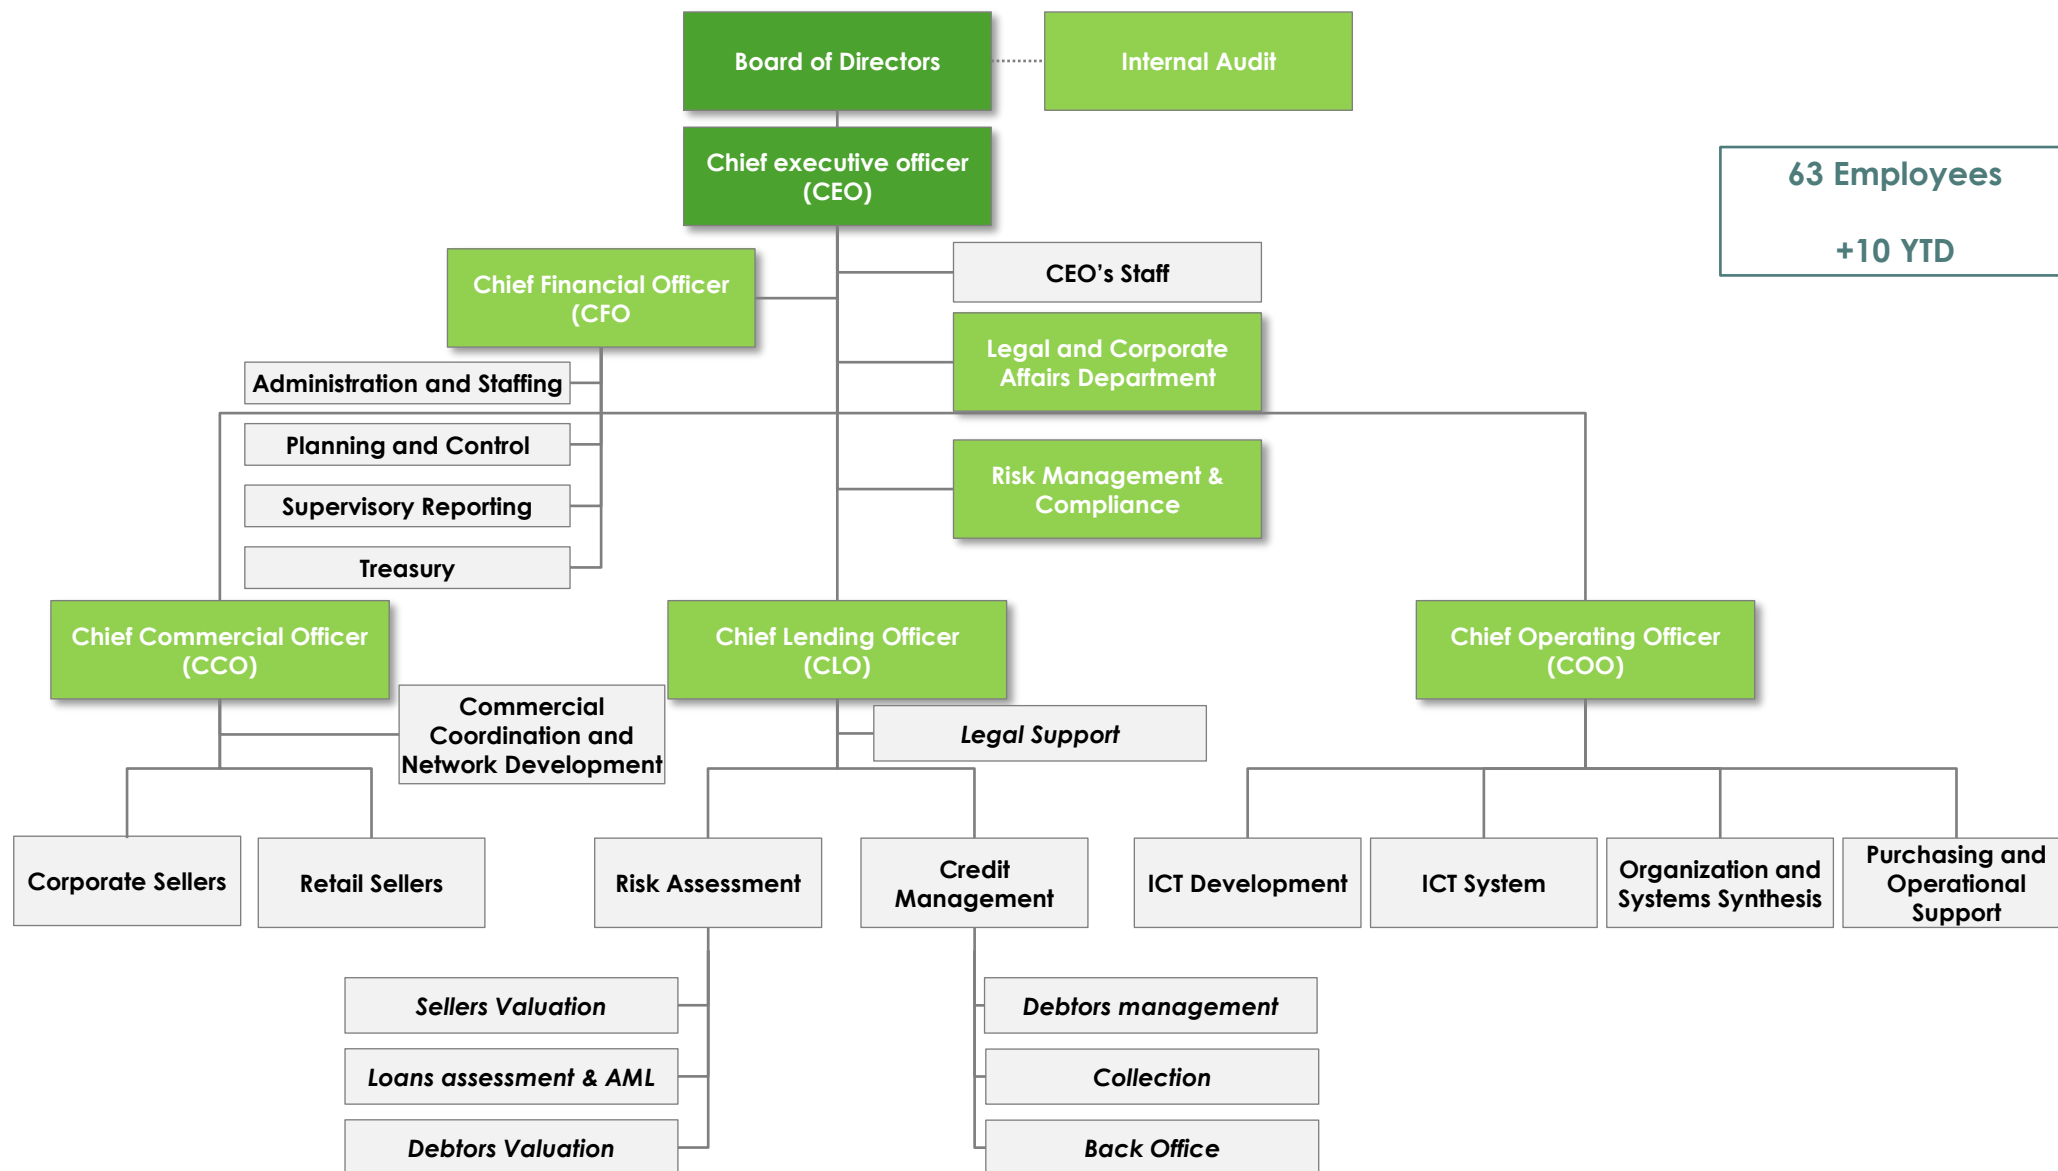 Board of Directors
Internal Audit
Chief executive officer
(CEO)
63 Employees
+10 YTD
Chief Financial Officer
(CFO
CEO’s Staff
Legal and Corporate
Affairs Department
Administration and Staffing
Planning and Control
Risk Management &
Compliance
Supervisory Reporting
Treasury
Chief Commercial Officer
(CCO)
Chief Lending Officer
(CLO)
Chief Operating Officer
(COO)
Commercial
Coordination and
Network Development
Legal Support
Corporate Sellers
Retail Sellers
Risk Assessment
Credit
Management
ICT Development
ICT System
Organization and
Systems Synthesis
Purchasing and
Operational
Support
Sellers Valuation
Loans assessment & AML
Debtors Valuation
Debtors management
Collection
Back Office